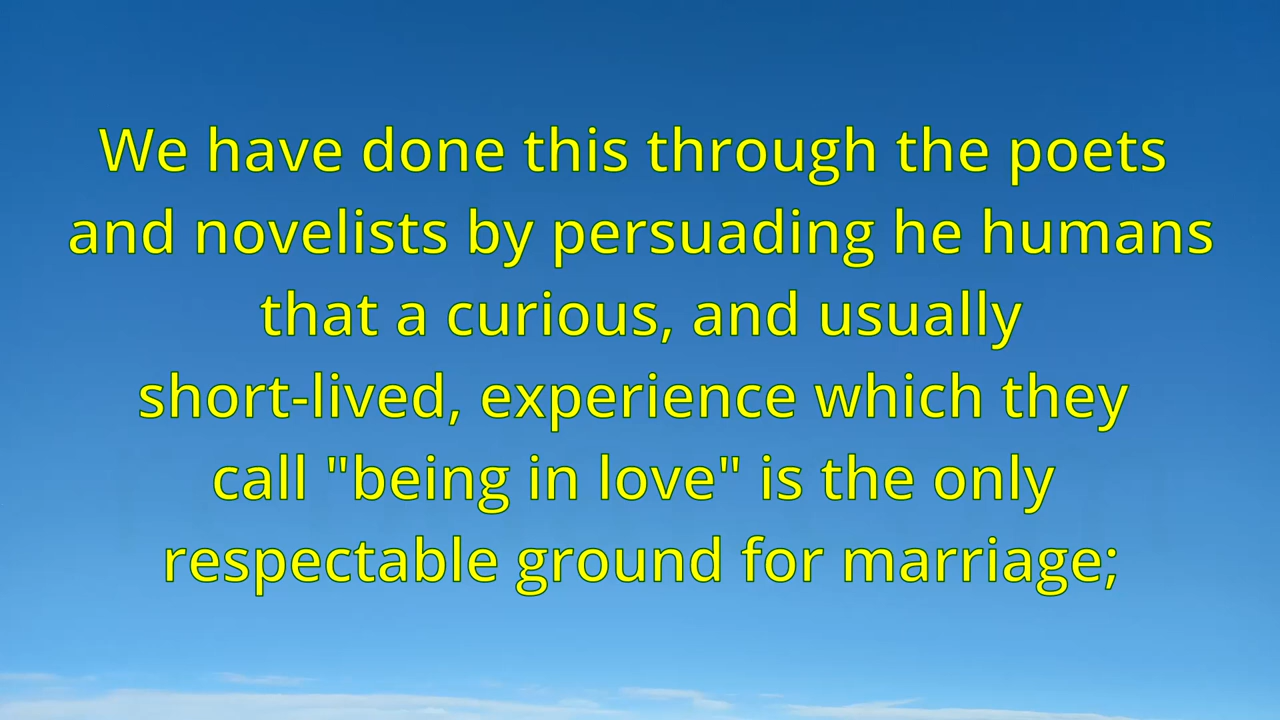 We have done this through the poets
and novelists by persuading he humans
that a curious, and usually
short-lived, experience which they
call "being in love" is the only
respectable ground for marriage;